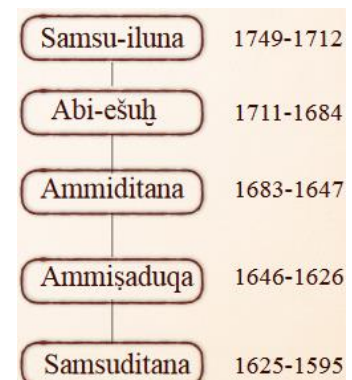 Samsu-iluna 1749-1712
Abi-ešuḫ 1711-1684
Ammiditana 1683-1647
Ammiṣaduqa 1646-1626
Samsuditana 1625-1595